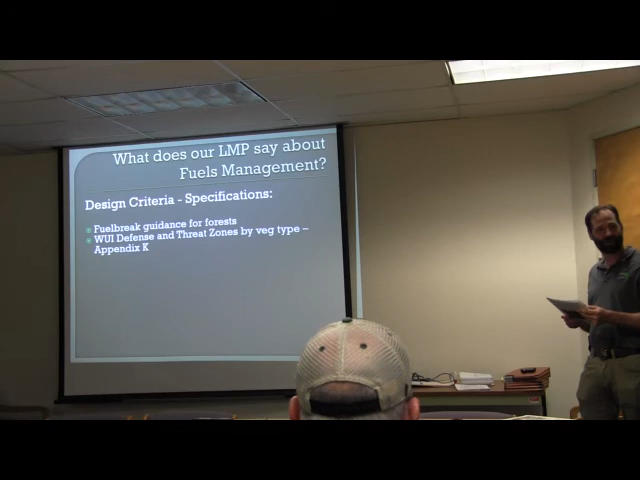 What does our LMP say about
Fuels Management?
Design Criteria - Specifications:
Fuelbreak guidance for forests
WUI Defense and Threat Zones by veg type –
Appendix K